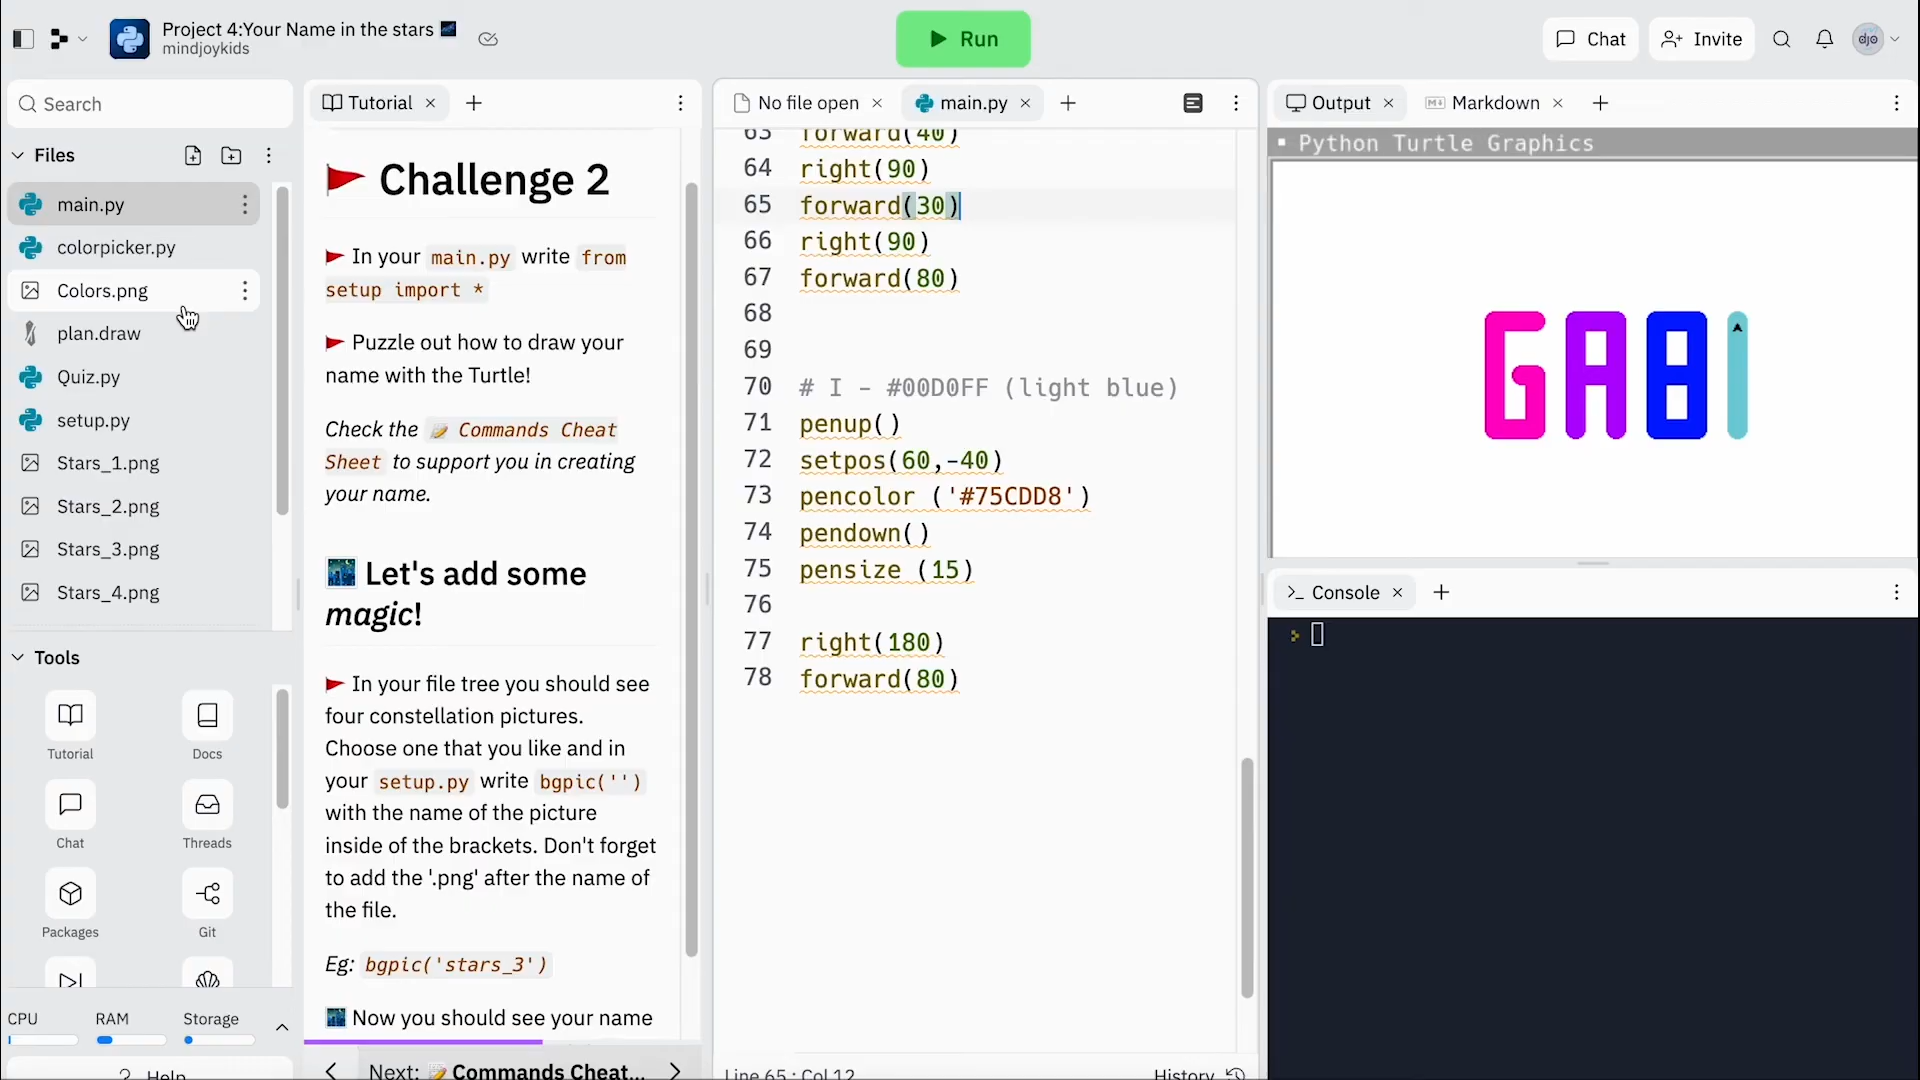 Project 4:Your Name in the stars
mindjoykids
Run
Chat
Invite
djo
Search
Files
main.py
colorpicker.py
Colors.png
plan.draw
Quiz.py
setup.py
Stars_1.png
Stars_2.png
Stars_3.png
Stars_4.png
Tools
Tutorial
Docs
Chat
Threads
Packages
Git
CPU
RAM
Storage
? Help
Tutorial
Challenge 2
In your main.py write from
setup import *
Puzzle out how to draw your
name with the Turtle!
Check the Commands Cheat
Sheet to support you in creating
your name.
Let's add some
magic!
In your file tree you should see
four constellation pictures.
Choose one that you like and in
your setup.py write bgpic('')
with the name of the picture
inside of the brackets. Don't forget
to add the '.png' after the name of
the file.
Eg: bgpic('stars_3')
Now you should see your name
Next: Commands Cheat...
No file open
main.py
63 forward(40)
64 right(90)
65 forward(30)
66 right(90)
67 forward(80)
68
69
70 # I - #00D0FF (light blue)
71 penup()
72 setpos(60,-40)
73 pencolor ('#75CDD8')
74 pendown()
75 pensize (15)
76
77 right(180)
78 forward(80)
Line 65 : Col 12
History
Output
Markdown
Python Turtle Graphics
GABI
Console